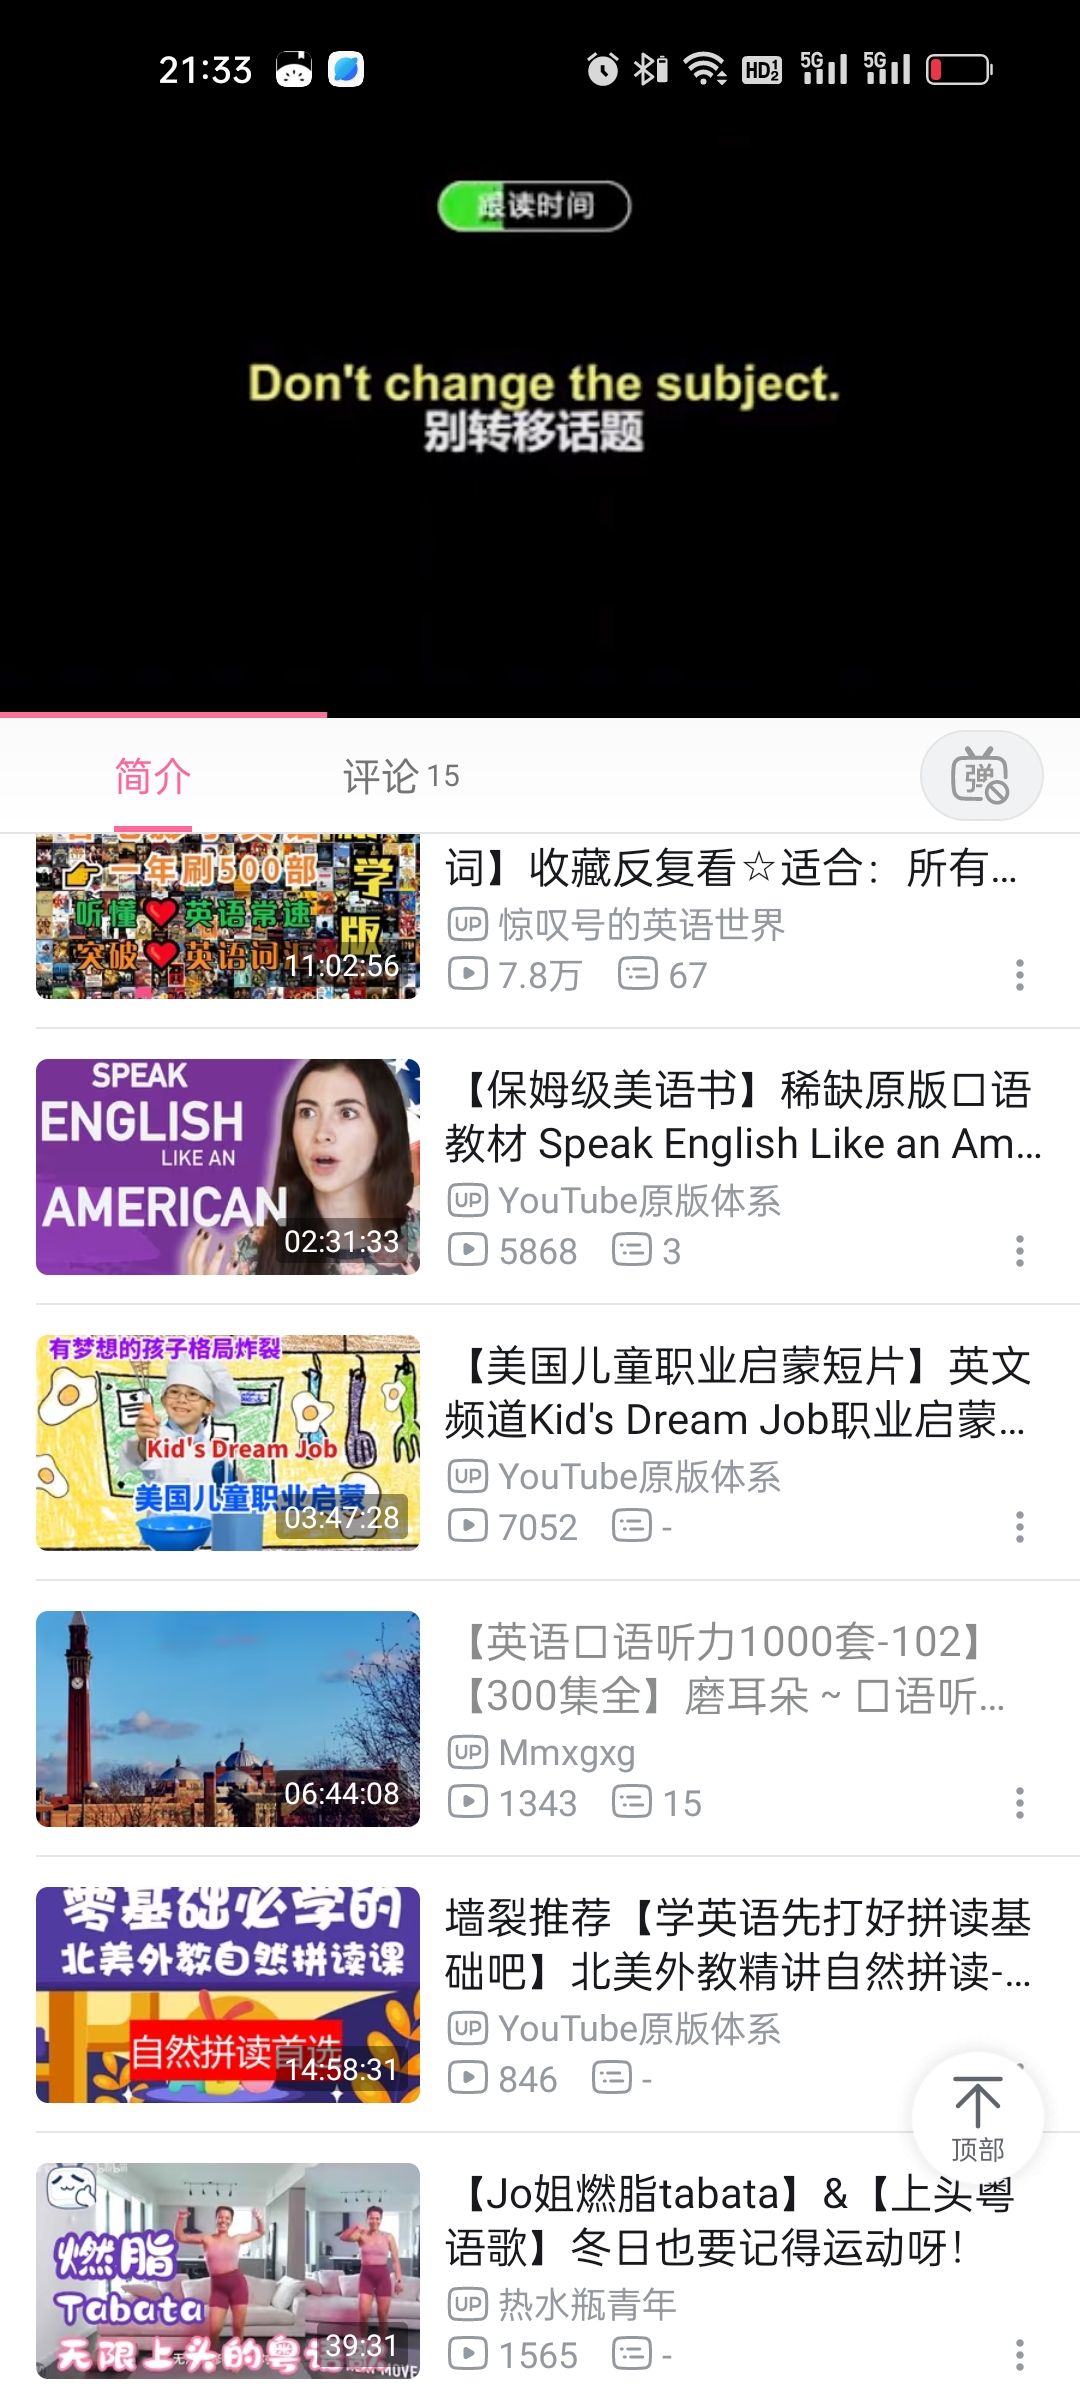 21:33
HD 1 2
5G
5G
跟读时间
Don't change the subject.
别转移话题
简介
评论 15
弹
一年刷500部
学
听懂 英语常速
版
突破 英语词汇
11:02:56
词】收藏反复看☆适合：所有...
UP 惊叹号的英语世界
7.8万 67
SPEAK
ENGLISH
LIKE AN
AMERICAN
02:31:33
【保姆级美语书】稀缺原版口语
教材 Speak English Like an Am...
UP YouTube原版体系
5868 3
有梦想的孩子格局炸裂
Kid's Dream Job
美国儿童职业启蒙
03:47:28
【美国儿童职业启蒙短片】英文
频道Kid's Dream Job职业启蒙...
UP YouTube原版体系
7052 -
06:44:08
【英语口语听力1000套-102】
【300集全】磨耳朵 ~ 口语听...
UP Mmxgxg
1343 15
零基础必学的
北美外教自然拼读课
自然拼读首选
14:58:31
墙裂推荐【学英语先打好拼读基
础吧】北美外教精讲自然拼读-...
UP YouTube原版体系
846 -
顶部
燃脂
Tabata
无限上头的粤语
39:31
MOVE
【Jo姐燃脂tabata】&【上头粤
语歌】冬日也要记得运动呀！
UP 热水瓶青年
1565 -